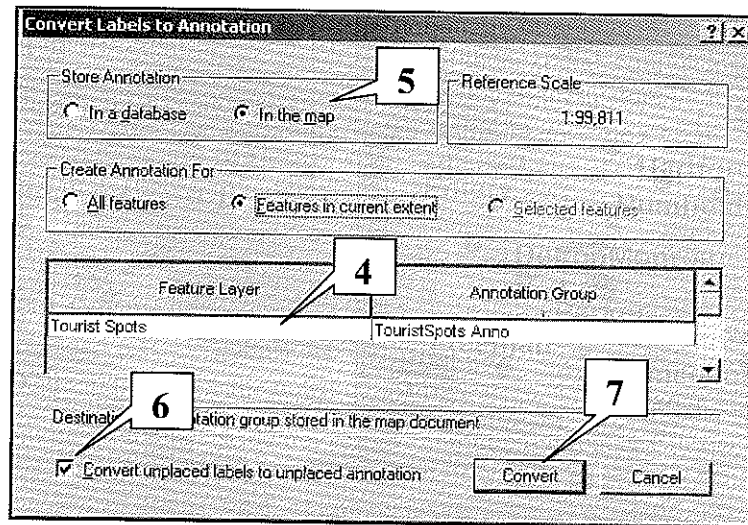 Convert Labels to Annotation ? ×
Store Annotation
In a database In the map
5
Reference Scale
1:99,811
Create Annotation For
All features Features in current extent Selected features
4
Feature Layer Annotation Group
Tourist Spots TouristSpots Anno
6
7
annotation group stored in the map document
Convert unplaced labels to unplaced annotation Convert Cancel